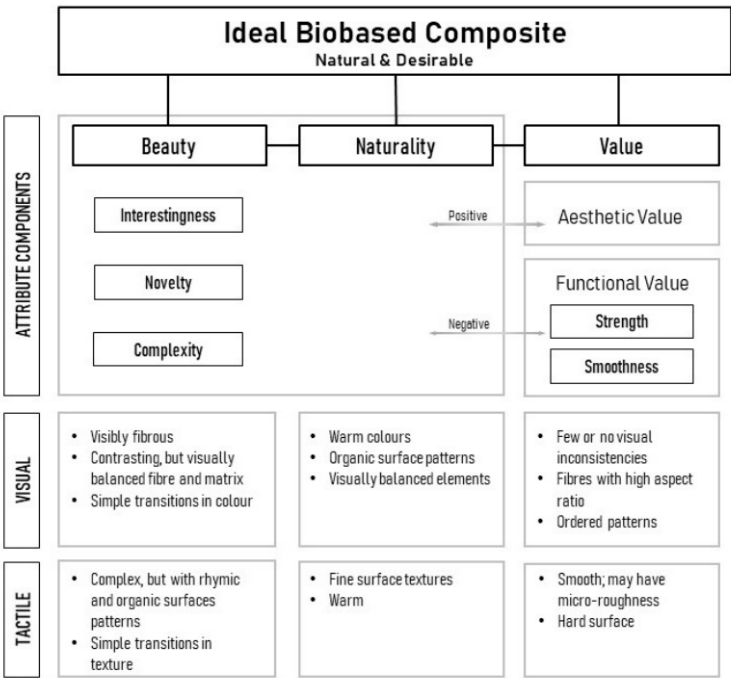 Ideal Biobased Composite
Natural & Desirable
ATTRIBUTE COMPONENTS
Beauty
Naturality
Value
Interestingness
Positive
Aesthetic Value
Novelty
Functional Value
Negative
Strength
Complexity
Smoothness
VISUAL
• Visibly fibrous
• Contrasting, but visually
balanced fibre and matrix
• Simple transitions in colour
• Warm colours
• Organic surface patterns
• Visually balanced elements
• Few or no visual
inconsistencies
• Fibres with high aspect
ratio
• Ordered patterns
TACTILE
• Complex, but with rhymic
and organic surfaces
patterns
• Simple transitions in
texture
• Fine surface textures
• Warm
• Smooth; may have
micro-roughness
• Hard surface